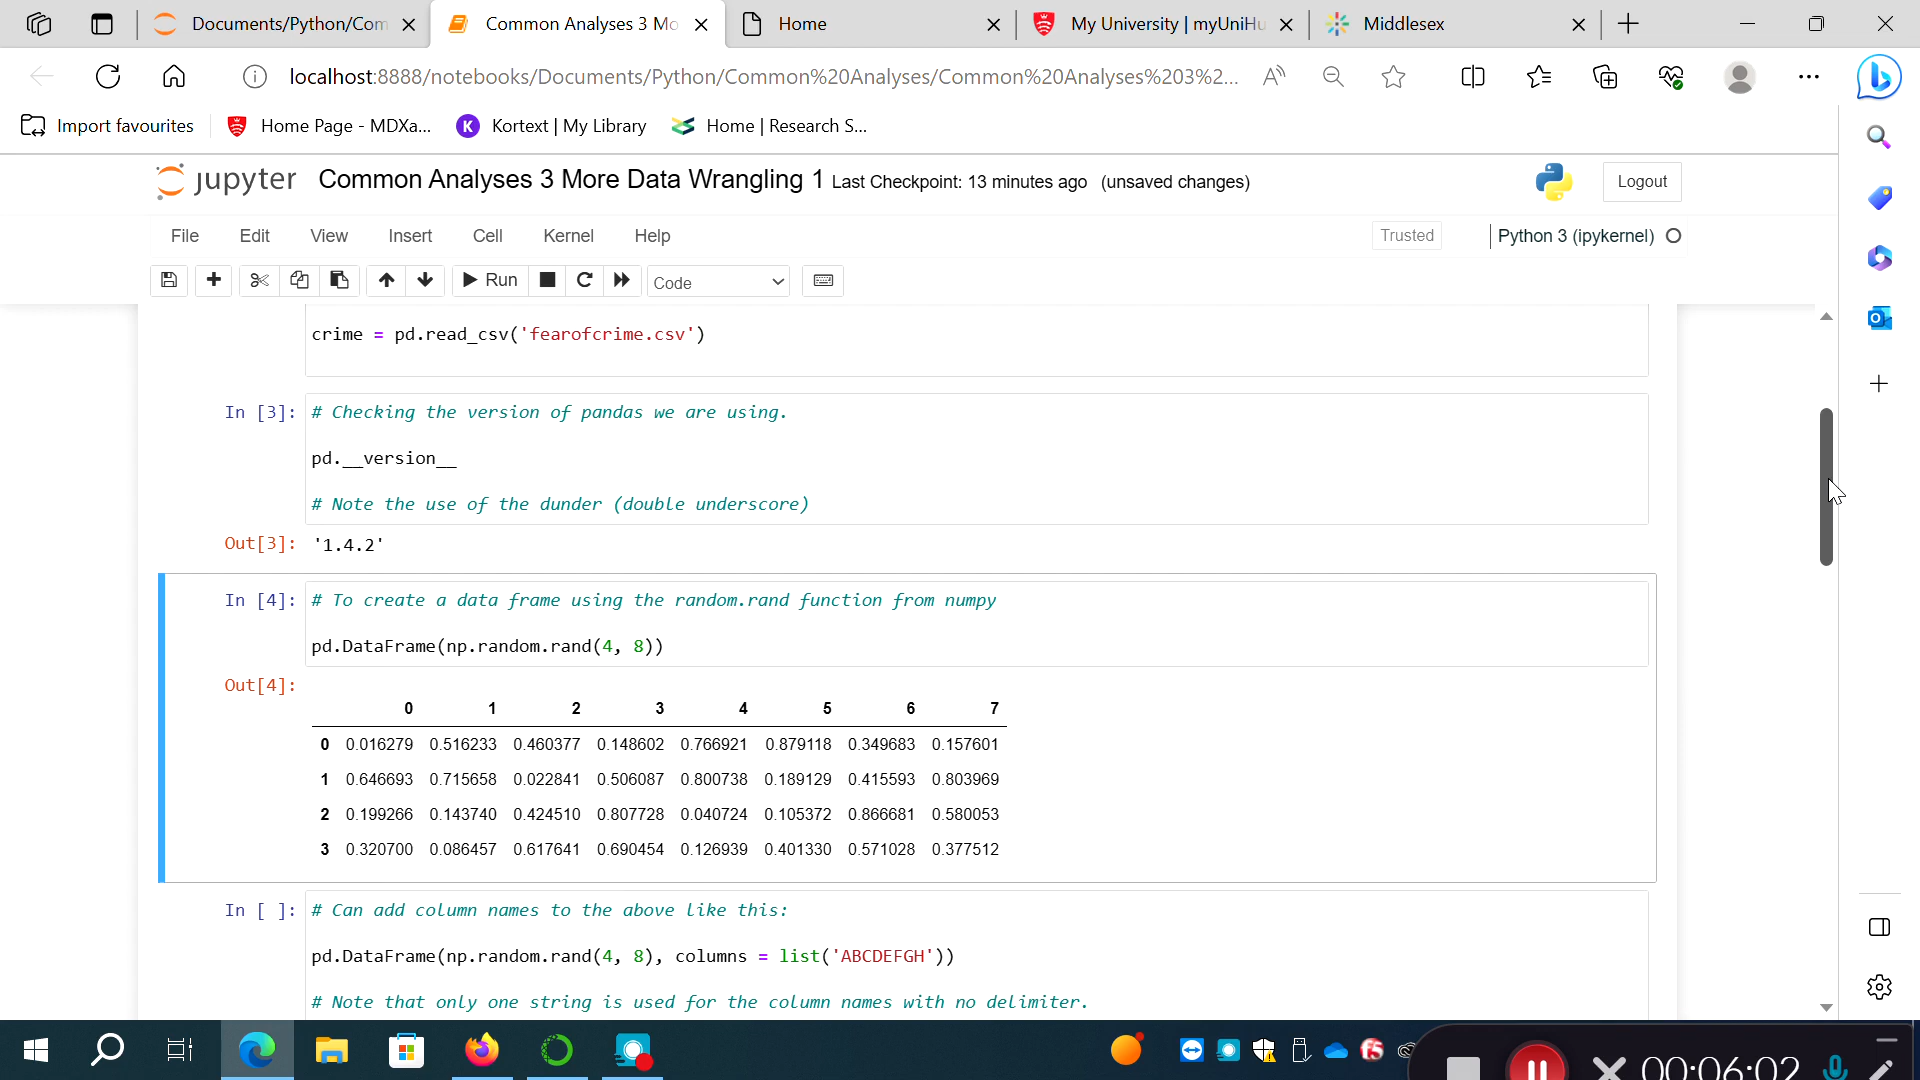 Documents/Python/Com
Common Analyses 3 Mo
Home
My University | myUniHu
Middlesex
localhost:8888/notebooks/Documents/Python/Common%20Analyses/Common%20Analyses%203%2...
Import favourites
Home Page - MDXa...
Kortext | My Library
Home | Research S...
jupyter Common Analyses 3 More Data Wrangling 1 Last Checkpoint: 13 minutes ago (unsaved changes)
Logout
File Edit View Insert Cell Kernel Help
Trusted
Python 3 (ipykernel)
Run
Code
crime = pd.read_csv('fearofcrime.csv')
In [3]: # Checking the version of pandas we are using.
pd.__version__
# Note the use of the dunder (double underscore)
Out[3]: '1.4.2'
In [4]: # To create a data frame using the random.rand function from numpy
pd.DataFrame(np.random.rand(4, 8))
Out[4]:
0 1 2 3 4 5 6 7
0 0.016279 0.516233 0.460377 0.148602 0.766921 0.879118 0.349683 0.157601
1 0.646693 0.715658 0.022841 0.506087 0.800738 0.189129 0.415593 0.803969
2 0.199266 0.143740 0.424510 0.807728 0.040724 0.105372 0.866681 0.580053
3 0.320700 0.086457 0.617641 0.690454 0.126939 0.401330 0.571028 0.377512
In [ ]: # Can add column names to the above like this:
pd.DataFrame(np.random.rand(4, 8), columns = list('ABCDEFGH'))
# Note that only one string is used for the column names with no delimiter.
00:06:02